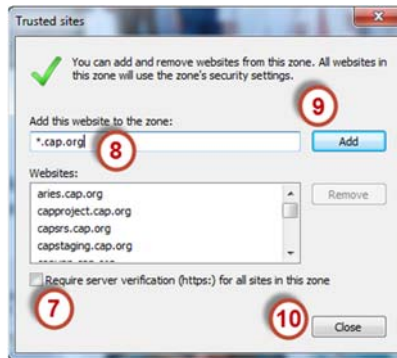 Trusted sites
You can add and remove websites from this zone. All websites in
this zone will use the zone's security settings.
9
Add this website to the zone:
*.cap.org
8
Add
Websites:
aries.cap.org
capproject.cap.org
capsrs.cap.org
capstaging.cap.org
Remove
Require server verification (https:) for all sites in this zone
7
10
Close